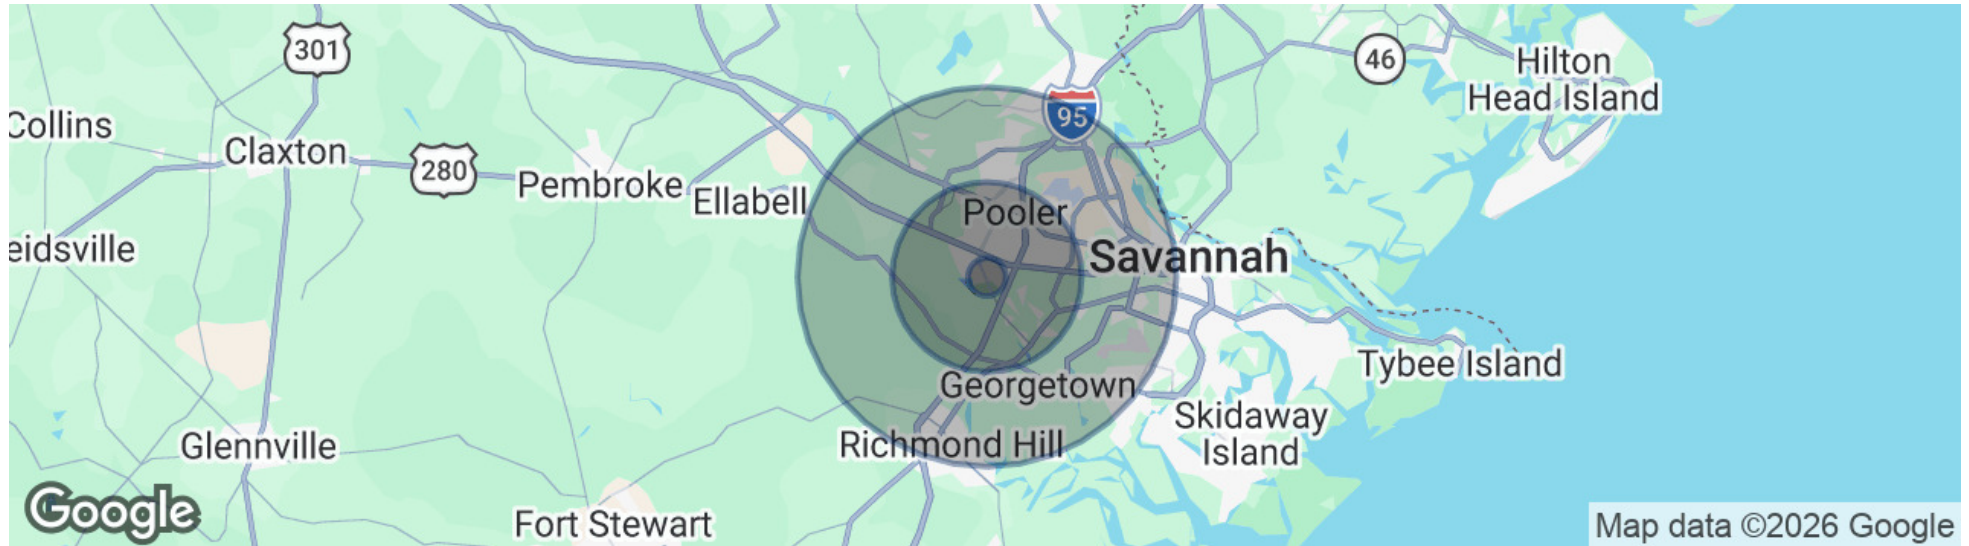 301
46
Hilton
Head Island
95
Collins
Claxton
280
Pembroke
Ellabell
Pooler
eidsville
Savannah
Tybee Island
Georgetown
Skidaway
Island
Glennville
Richmond Hill
Google
Fort Stewart
Map data ©2026 Google